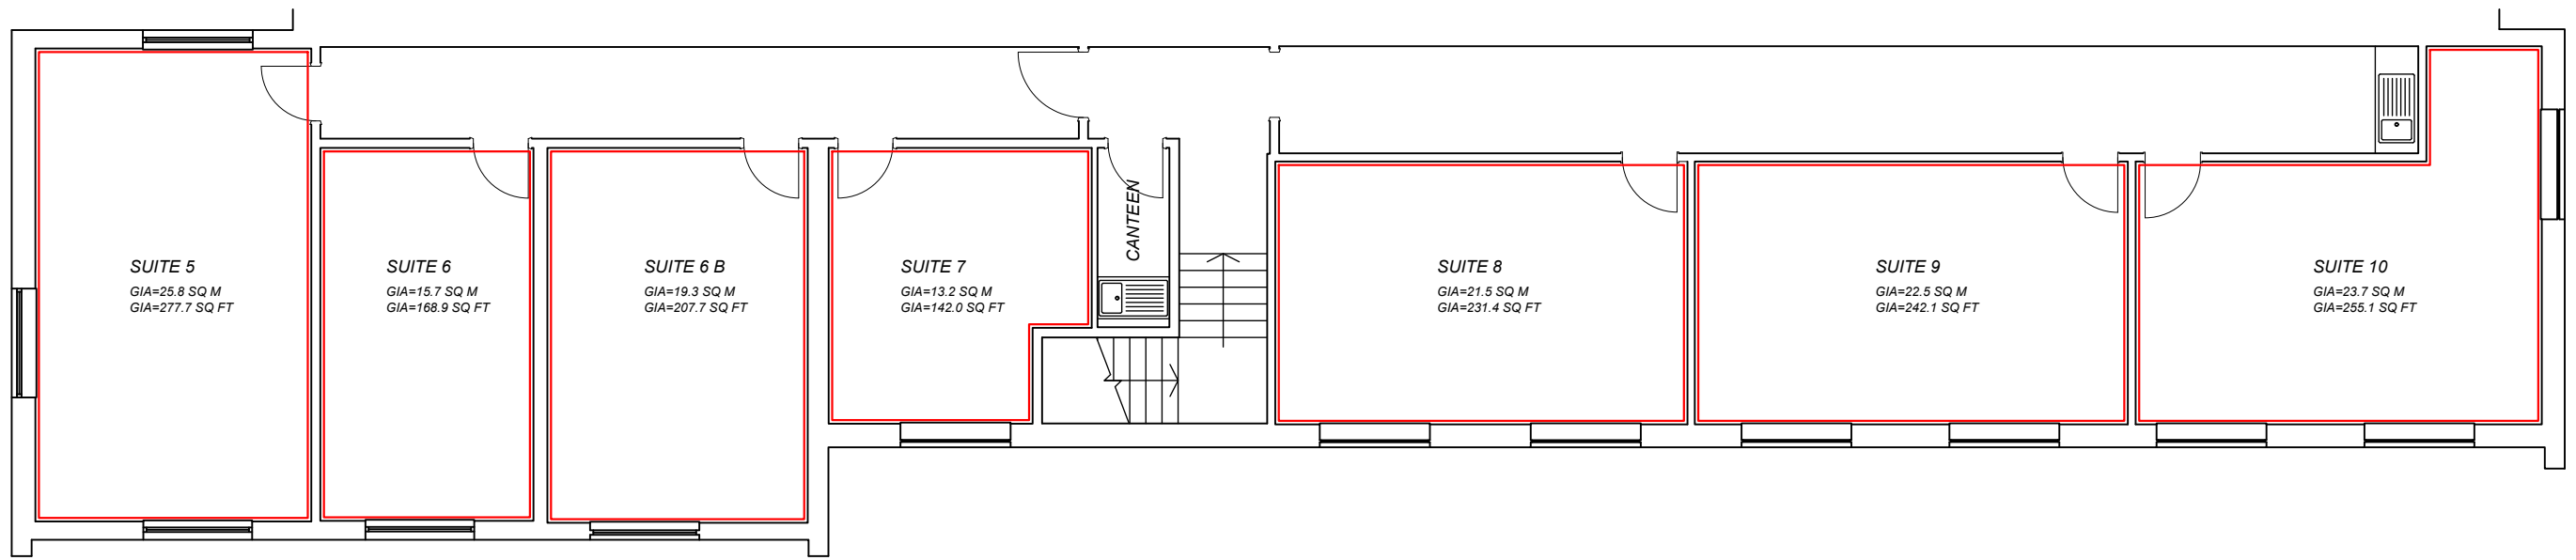 SUITE 5
GIA=25.8 SQ M
GIA=277.7 SQ FT
SUITE 6
GIA=15.7 SQ M
GIA=168.9 SQ FT
SUITE 6 B
GIA=19.3 SQ M
GIA=207.7 SQ FT
SUITE 7
GIA=13.2 SQ M
GIA=142.0 SQ FT
CANTEEN
SUITE 8
GIA=21.5 SQ M
GIA=231.4 SQ FT
SUITE 9
GIA=22.5 SQ M
GIA=242.1 SQ FT
SUITE 10
GIA=23.7 SQ M
GIA=255.1 SQ FT